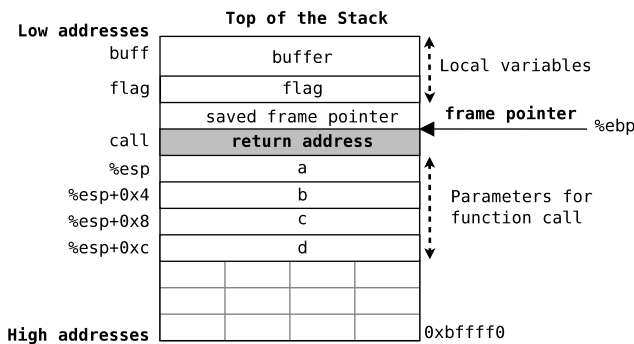 Top of the Stack
Low addresses
buff
buffer
Local variables
flag
flag
saved frame pointer
frame pointer
%ebp
call
return address
%esp
a
%esp+0x4
b
Parameters for
function call
%esp+0x8
c
%esp+0xc
d
High addresses
0xbffff0